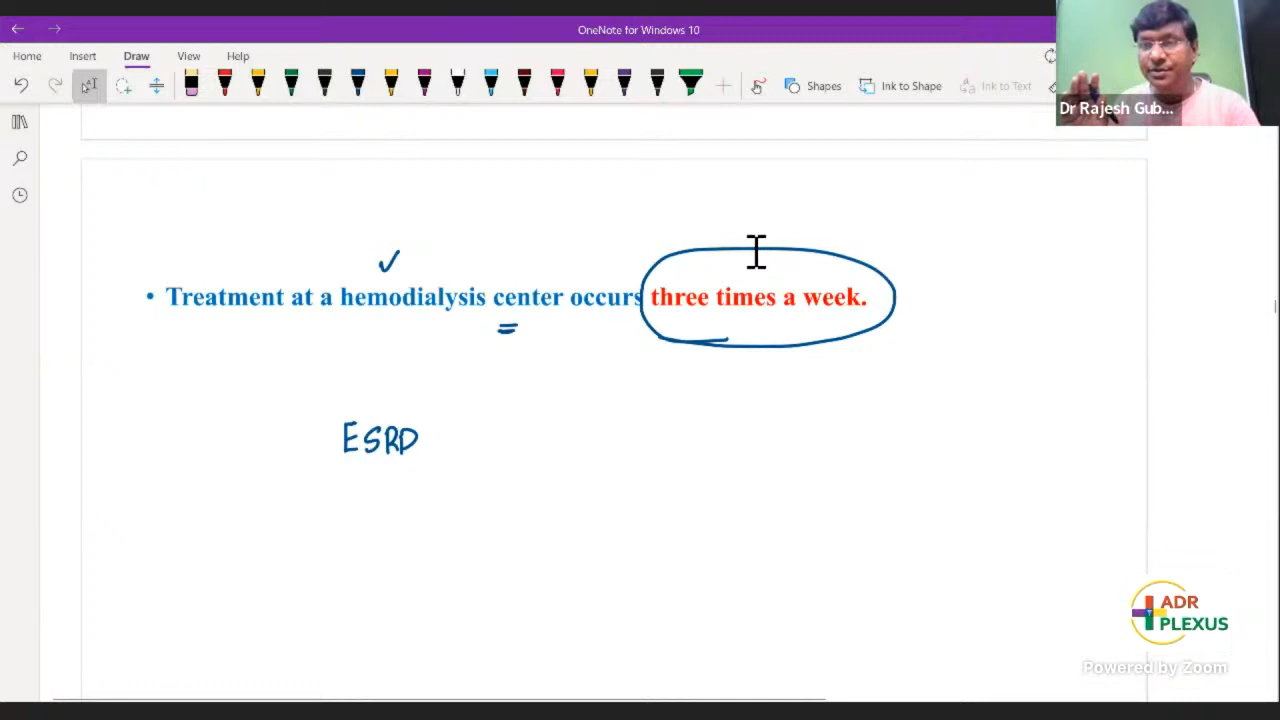 OneNote for Windows 10
Home Insert Draw View Help
Shapes Ink to Shape Ink to Text
Dr Rajesh Gub...
• Treatment at a hemodialysis center occurs three times a week.
ESRD
ADR
PLEXUS
Powered by Zoom